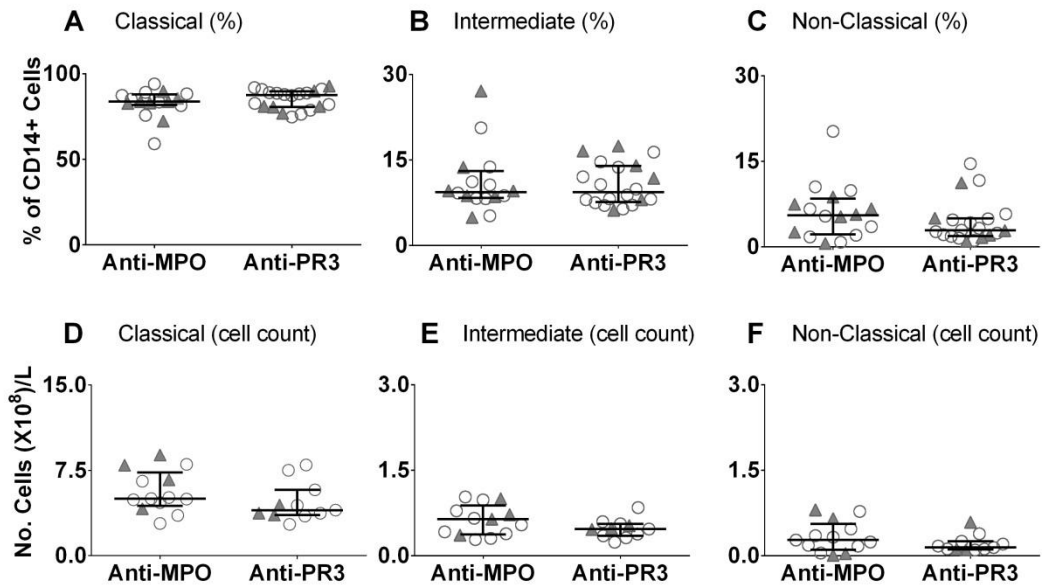 A Classical (%)
B Intermediate (%)
C Non-Classical (%)
% of CD14+ Cells
100
50
0
Anti-MPO Anti-PR3
30
15
0
Anti-MPO Anti-PR3
30
15
0
Anti-MPO Anti-PR3
D Classical (cell count)
E Intermediate (cell count)
F Non-Classical (cell count)
No. Cells (X10⁸)/L
15.0
7.5
0.0
Anti-MPO Anti-PR3
3.0
1.5
0.0
Anti-MPO Anti-PR3
3.0
1.5
0.0
Anti-MPO Anti-PR3